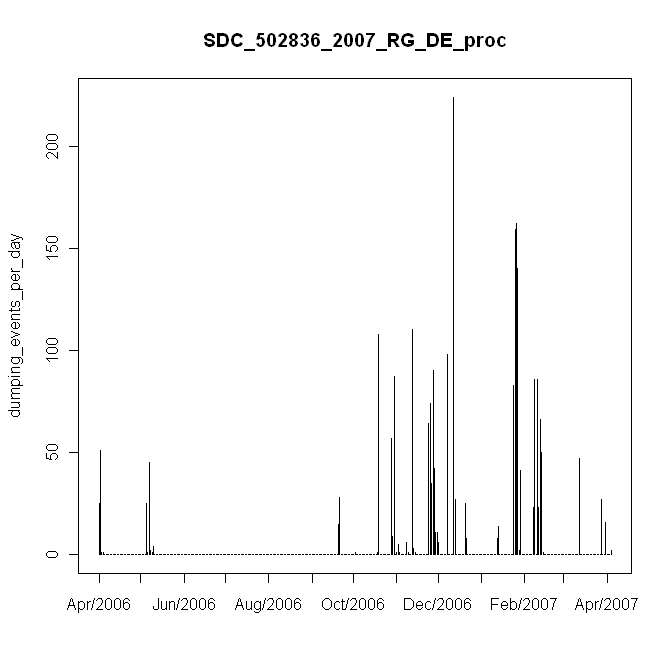 SDC_502836_2007_RG_DE_proc
dumping_events_per_day
200
150
100
50
0
Apr/2006 Jun/2006 Aug/2006 Oct/2006 Dec/2006 Feb/2007 Apr/2007